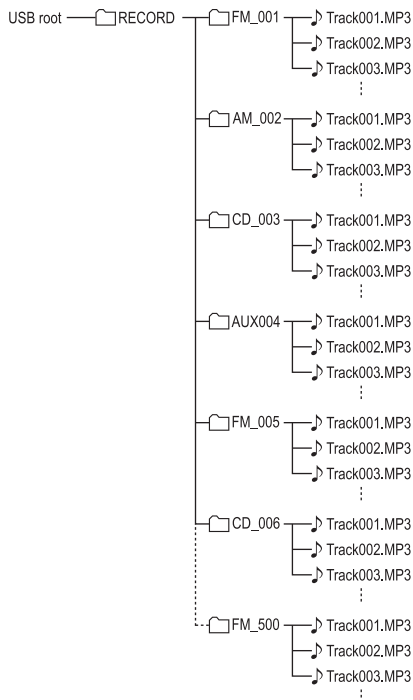 USB root RECORD FM_001 Track001.MP3
Track002.MP3
Track003.MP3
AM_002 Track001.MP3
Track002.MP3
Track003.MP3
CD_003 Track001.MP3
Track002.MP3
Track003.MP3
AUX004 Track001.MP3
Track002.MP3
Track003.MP3
FM_005 Track001.MP3
Track002.MP3
Track003.MP3
CD_006 Track001.MP3
Track002.MP3
Track003.MP3
FM_500 Track001.MP3
Track002.MP3
Track003.MP3